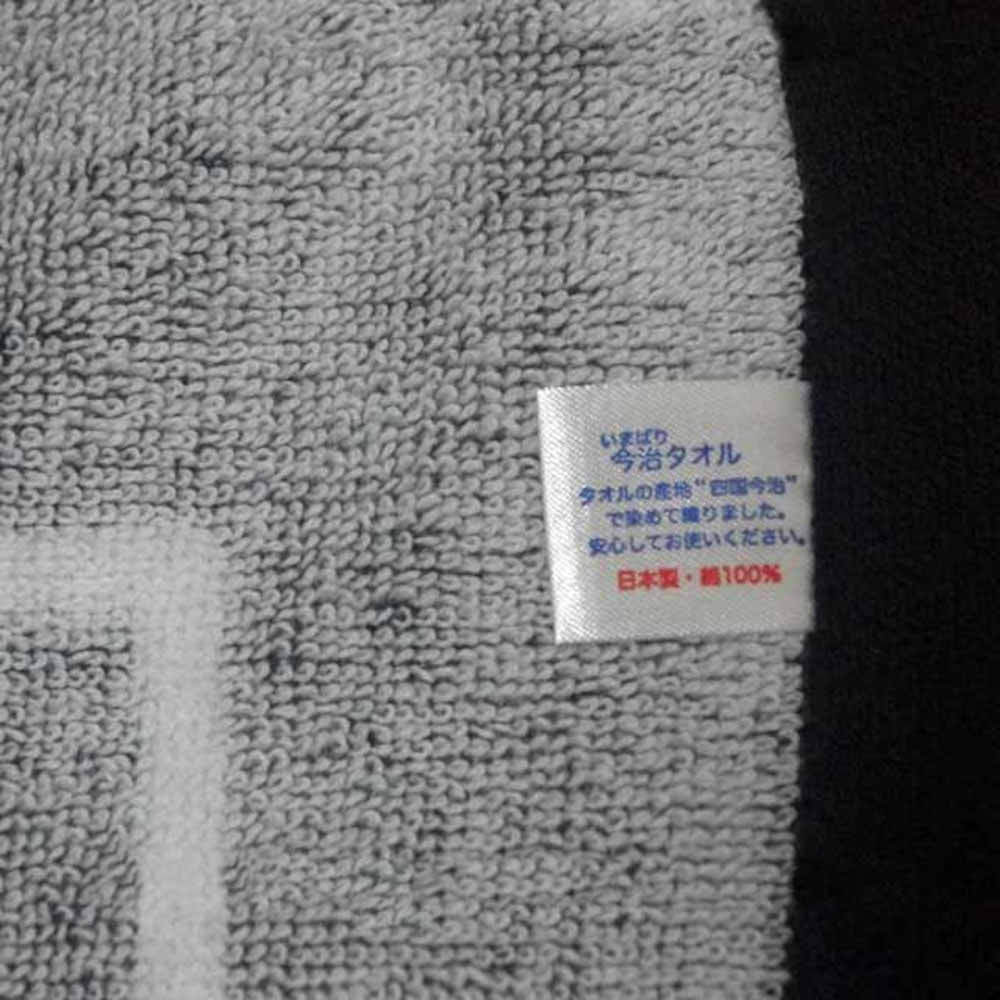 いまばり
今治タオル
タオルの産地"四国今治"
で染めて織りました。
安心してお使いください。
日本製・綿100%